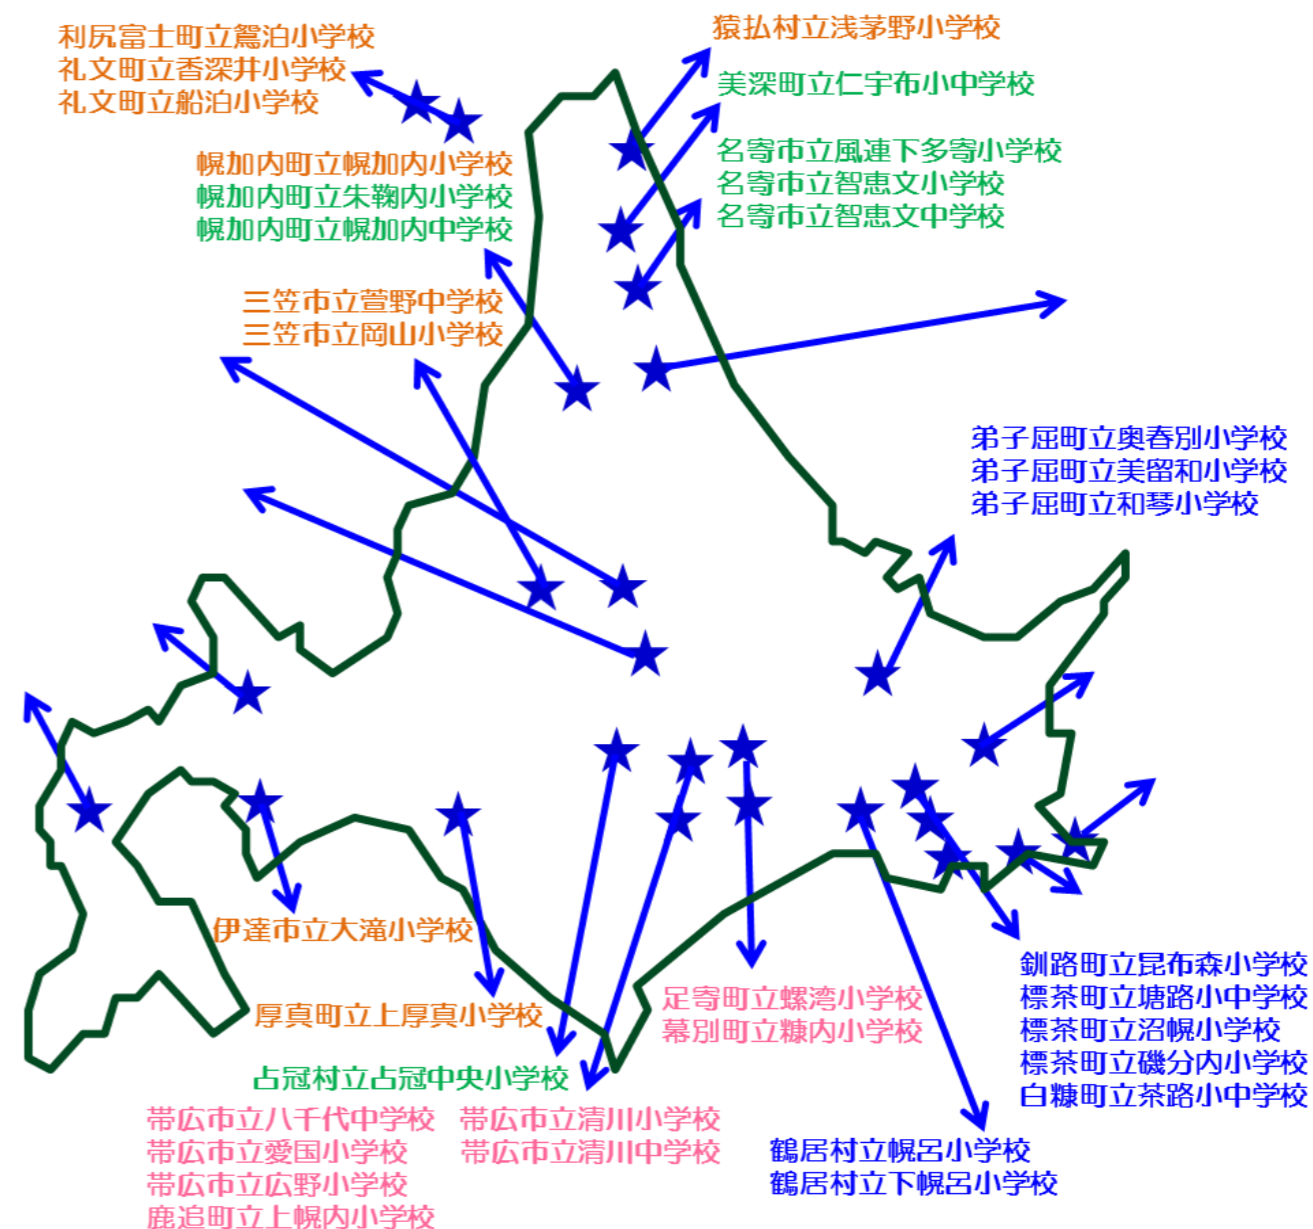 利尻富士町立鴛泊小学校
礼文町立香深井小学校
礼文町立船泊小学校
猿払村立浅茅野小学校
美深町立仁宇布小中学校
名寄市立風連下多寄小学校
名寄市立智恵文小学校
名寄市立智恵文中学校
幌加内町立幌加内小学校
幌加内町立朱鞠内小学校
幌加内町立幌加内中学校
三笠市立萱野中学校
三笠市立岡山小学校
弟子屈町立奥春別小学校
弟子屈町立美留和小学校
弟子屈町立和琴小学校
伊達市立大滝小学校
厚真町立上厚真小学校
占冠村立占冠中央小学校
足寄町立螺湾小学校
幕別町立糠内小学校
帯広市立八千代中学校 帯広市立清川小学校
帯広市立愛国小学校 帯広市立清川中学校
帯広市立広野小学校
鹿追町立上幌内小学校
釧路町立昆布森小学校
標茶町立塘路小中学校
標茶町立沼幌小学校
標茶町立磯分内小学校
白糠町立茶路小中学校
鶴居村立幌呂小学校
鶴居村立下幌呂小学校